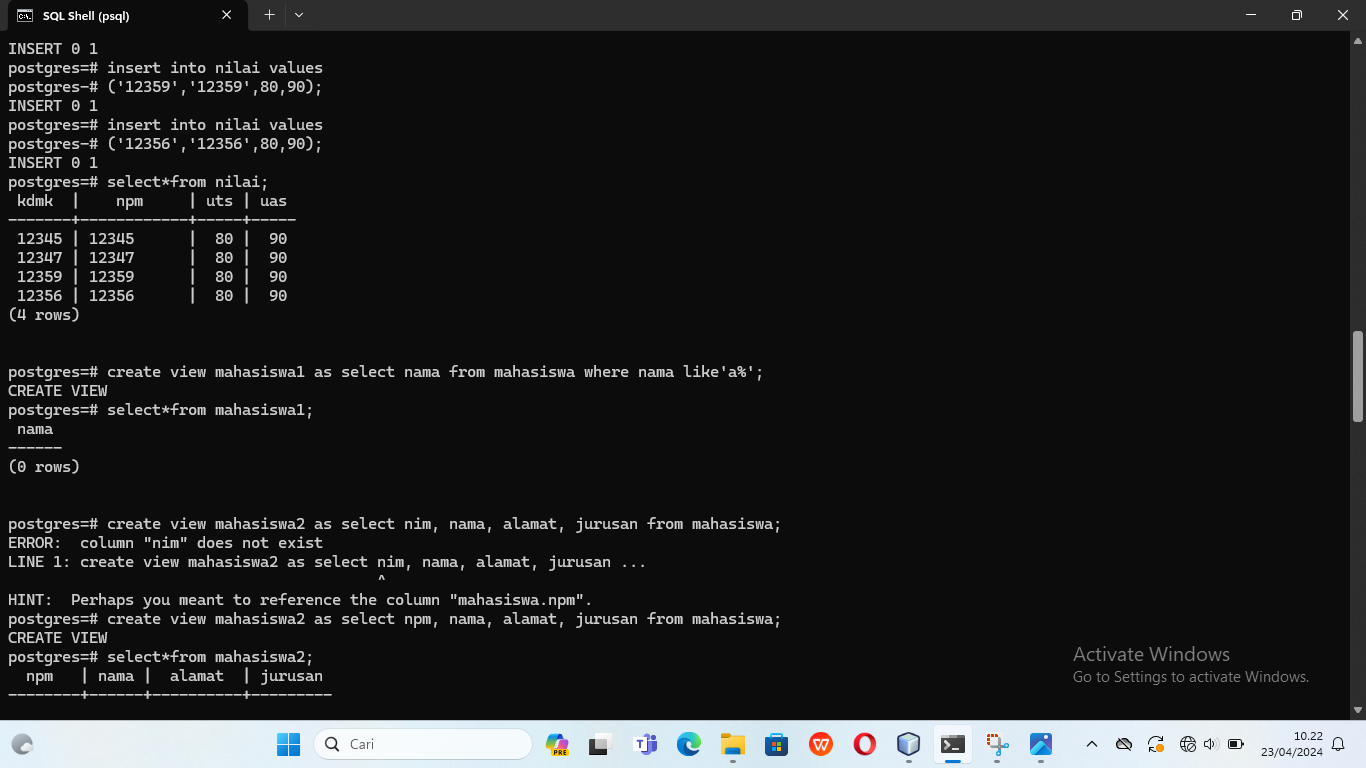 SQL Shell (psql)
INSERT 0 1
postgres=# insert into nilai values
postgres-# ('12359','12359',80,90);
INSERT 0 1
postgres=# insert into nilai values
postgres-# ('12356','12356',80,90);
INSERT 0 1
postgres=# select*from nilai;
 kdmk  |    npm     | uts | uas
-------+------------+-----+-----
 12345 | 12345      |  80 |  90
 12347 | 12347      |  80 |  90
 12359 | 12359      |  80 |  90
 12356 | 12356      |  80 |  90
(4 rows)
postgres=# create view mahasiswa1 as select nama from mahasiswa where nama like'a%';
CREATE VIEW
postgres=# select*from mahasiswa1;
 nama
------
(0 rows)
postgres=# create view mahasiswa2 as select nim, nama, alamat, jurusan from mahasiswa;
ERROR:  column "nim" does not exist
LINE 1: create view mahasiswa2 as select nim, nama, alamat, jurusan ...
                                         ^
HINT:  Perhaps you meant to reference the column "mahasiswa.npm".
postgres=# create view mahasiswa2 as select npm, nama, alamat, jurusan from mahasiswa;
CREATE VIEW
postgres=# select*from mahasiswa2;
  npm   | nama |  alamat  | jurusan
--------+------+----------+---------
Activate Windows
Go to Settings to activate Windows.
Cari
PRE
10.22
23/04/2024